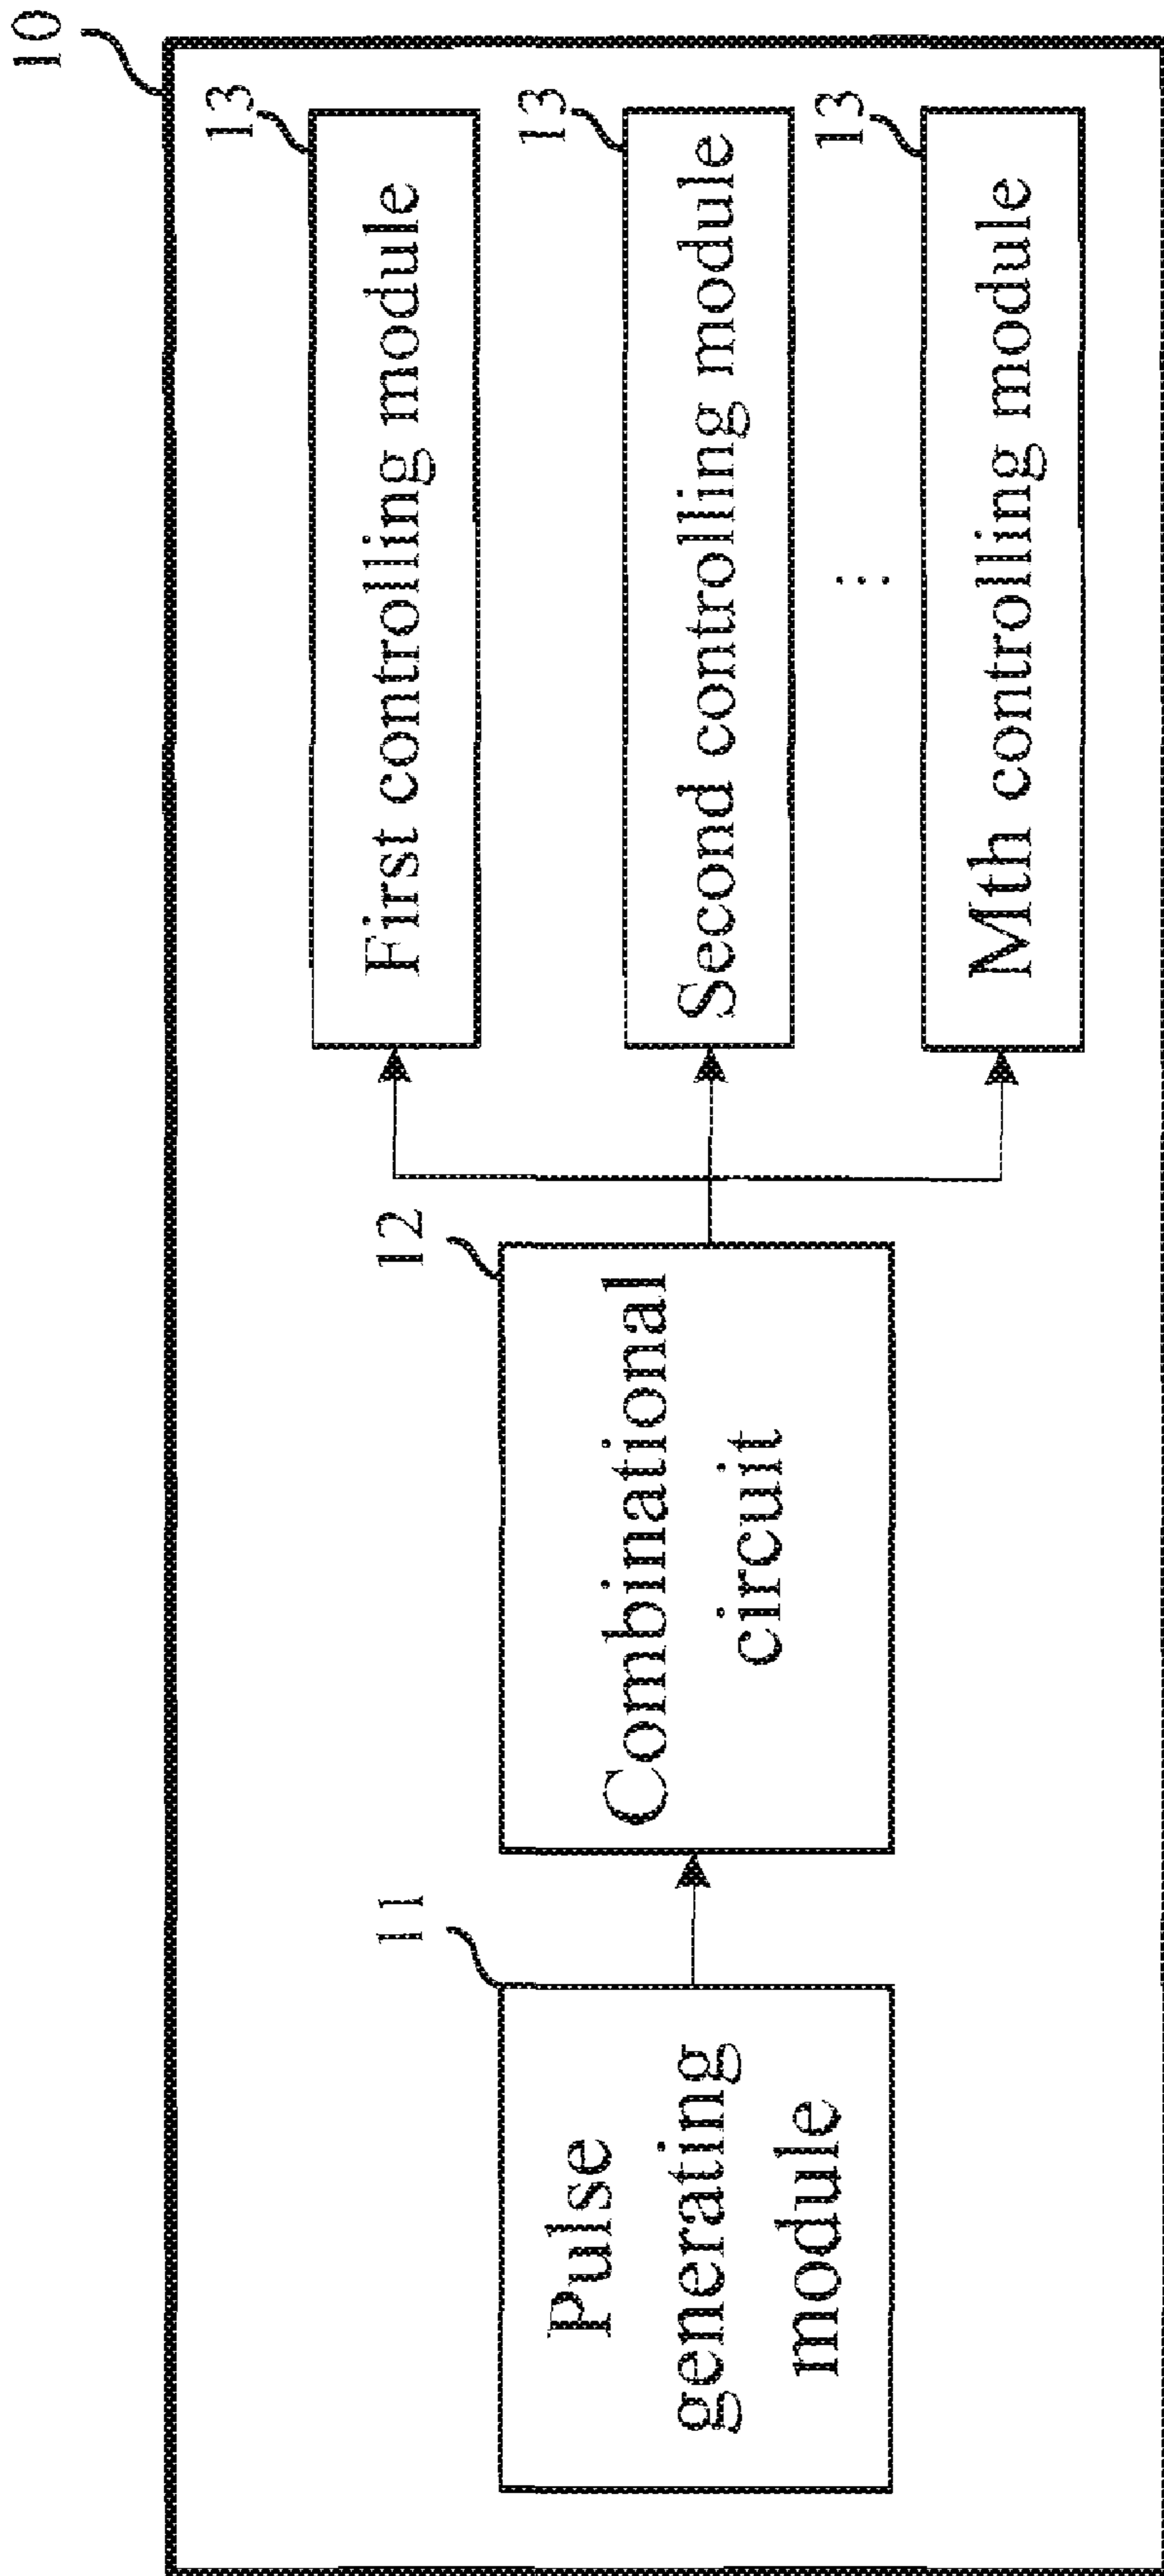 10
11
Pulse
generating
module
12
Combinational
circuit
13
First controlling module
13
Second controlling module
⋮
13
Mth controlling module